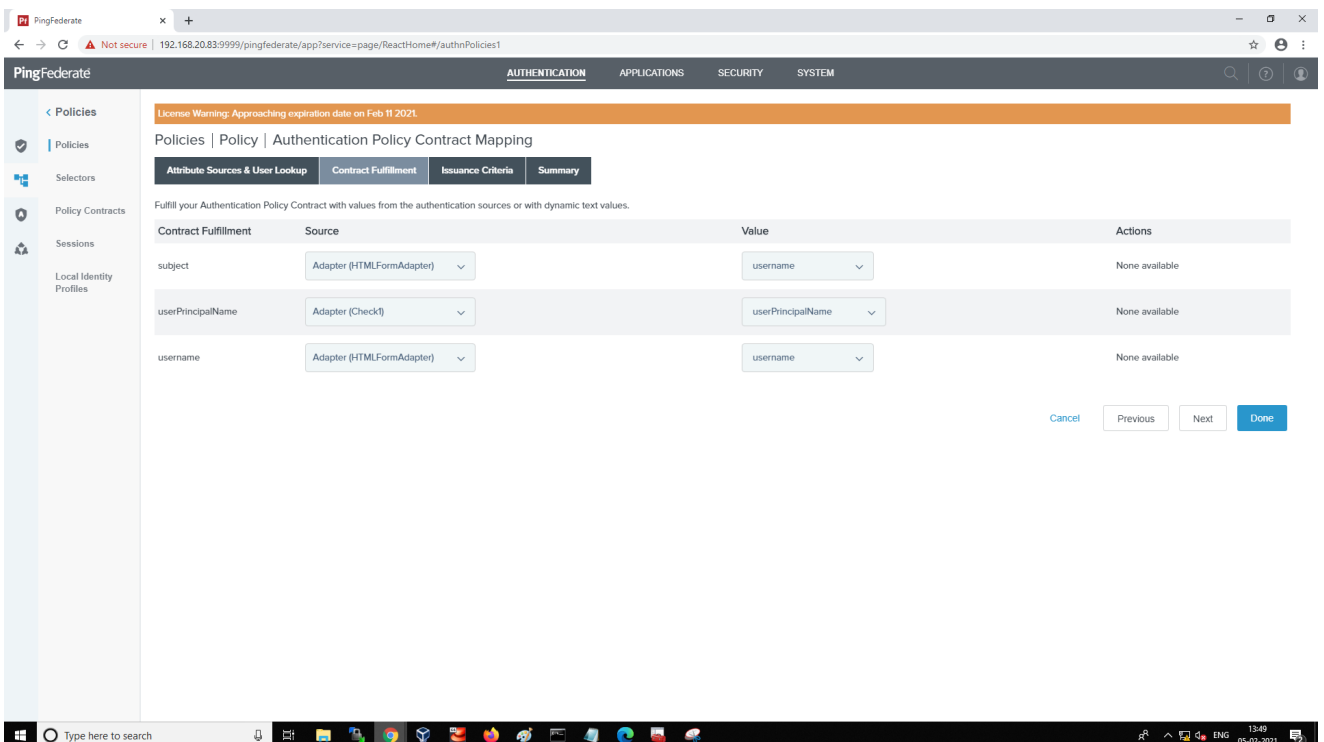 Pf PingFederate
Not secure | 192.168.20.83:9999/pingfederate/app?service=page/ReactHome#/authnPolicies1
PingFederate AUTHENTICATION APPLICATIONS SECURITY SYSTEM
< Policies
Policies
Selectors
Policy Contracts
Sessions
Local Identity
Profiles
License Warning: Approaching expiration date on Feb 11 2021.
Policies | Policy | Authentication Policy Contract Mapping
Attribute Sources & User Lookup Contract Fulfillment Issuance Criteria Summary
Fulfill your Authentication Policy Contract with values from the authentication sources or with dynamic text values.
Contract Fulfillment Source Value Actions
subject Adapter (HTMLFormAdapter) username None available
userPrincipalName Adapter (Check1) userPrincipalName None available
username Adapter (HTMLFormAdapter) username None available
Cancel Previous Next Done
Type here to search ENG 13:49
05-02-2021